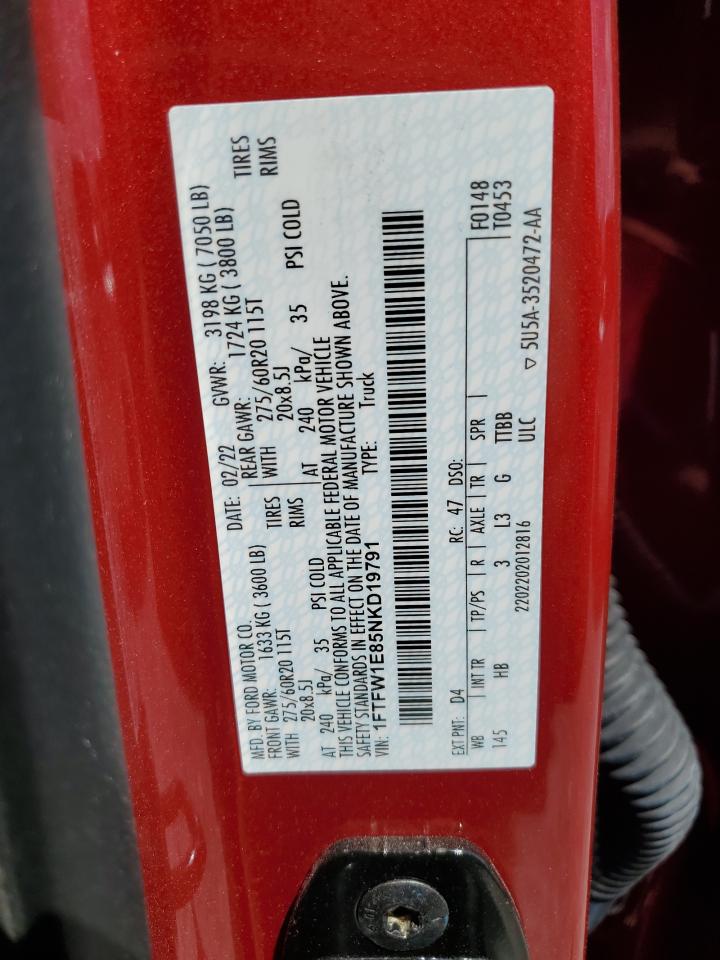 MFD. BY FORD MOTOR CO.
DATE: 02/22 GVWR: 3198 KG ( 7050 LB)
FRONT GAWR: 1633 KG (3600 LB) REAR GAWR: 1724 KG ( 3800 LB)
WITH 275/60R20 115T TIRES WITH 275/60R20 115T TIRES
20x8.5J RIMS 20x8.5J RIMS
AT 240 kPa/ 35 PSI COLD AT 240 kPa/ 35 PSI COLD
THIS VEHICLE CONFORMS TO ALL APPLICABLE FEDERAL MOTOR VEHICLE
SAFETY STANDARDS IN EFFECT ON THE DATE OF MANUFACTURE SHOWN ABOVE.
VIN: 1FTFW1E85NKD19791 TYPE: Truck
EXT PNT: D4 RC: 47 DSO: F0148
WB INT TR TP/PS R AXLE TR SPR T0453
145 HB 3 L3 G TTBB
ULC
2202202012816 ▽ 5U5A-3520472-AA